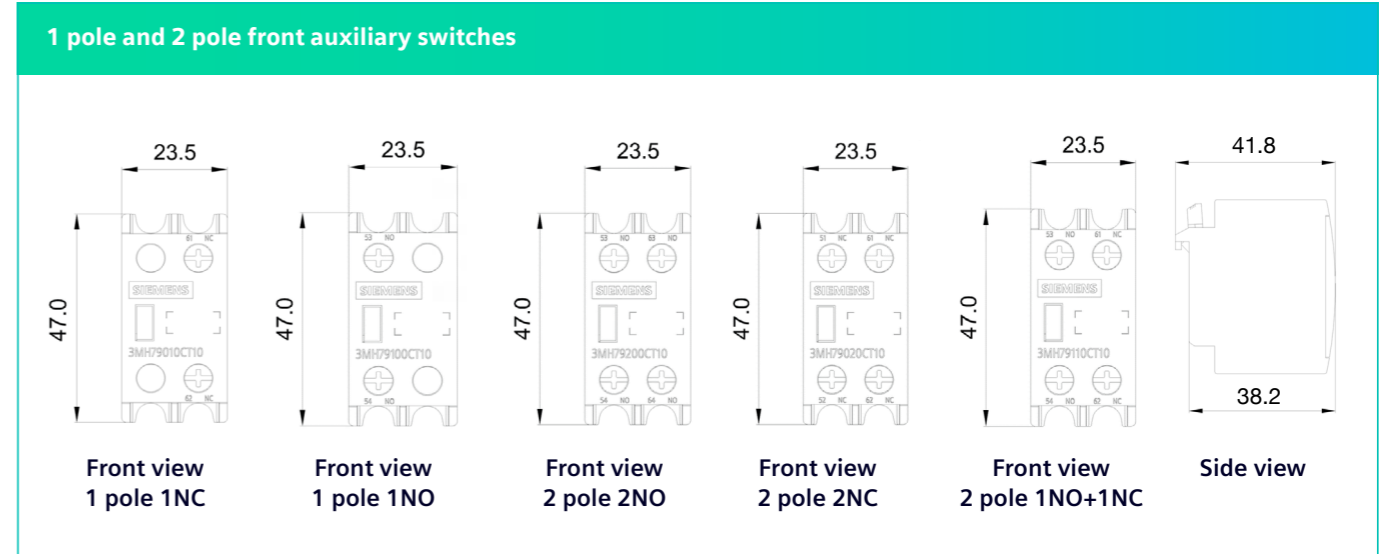 1 pole and 2 pole front auxiliary switches
23.5
47.0
61 NC
SIEMENS
3MH79010CT10
62 NC
Front view
1 pole 1NC
23.5
47.0
53 NO
SIEMENS
3MH79100CT10
54 NO
Front view
1 pole 1NO
23.5
47.0
53 NO 63 NO
SIEMENS
3MH79200CT10
54 NO 64 NO
Front view
2 pole 2NO
23.5
47.0
51 NC 61 NC
SIEMENS
3MH79020CT10
52 NC 62 NC
Front view
2 pole 2NC
23.5
47.0
53 NO 61 NC
SIEMENS
3MH79110CT10
54 NO 62 NC
Front view
2 pole 1NO+1NC
41.8
38.2
Side view